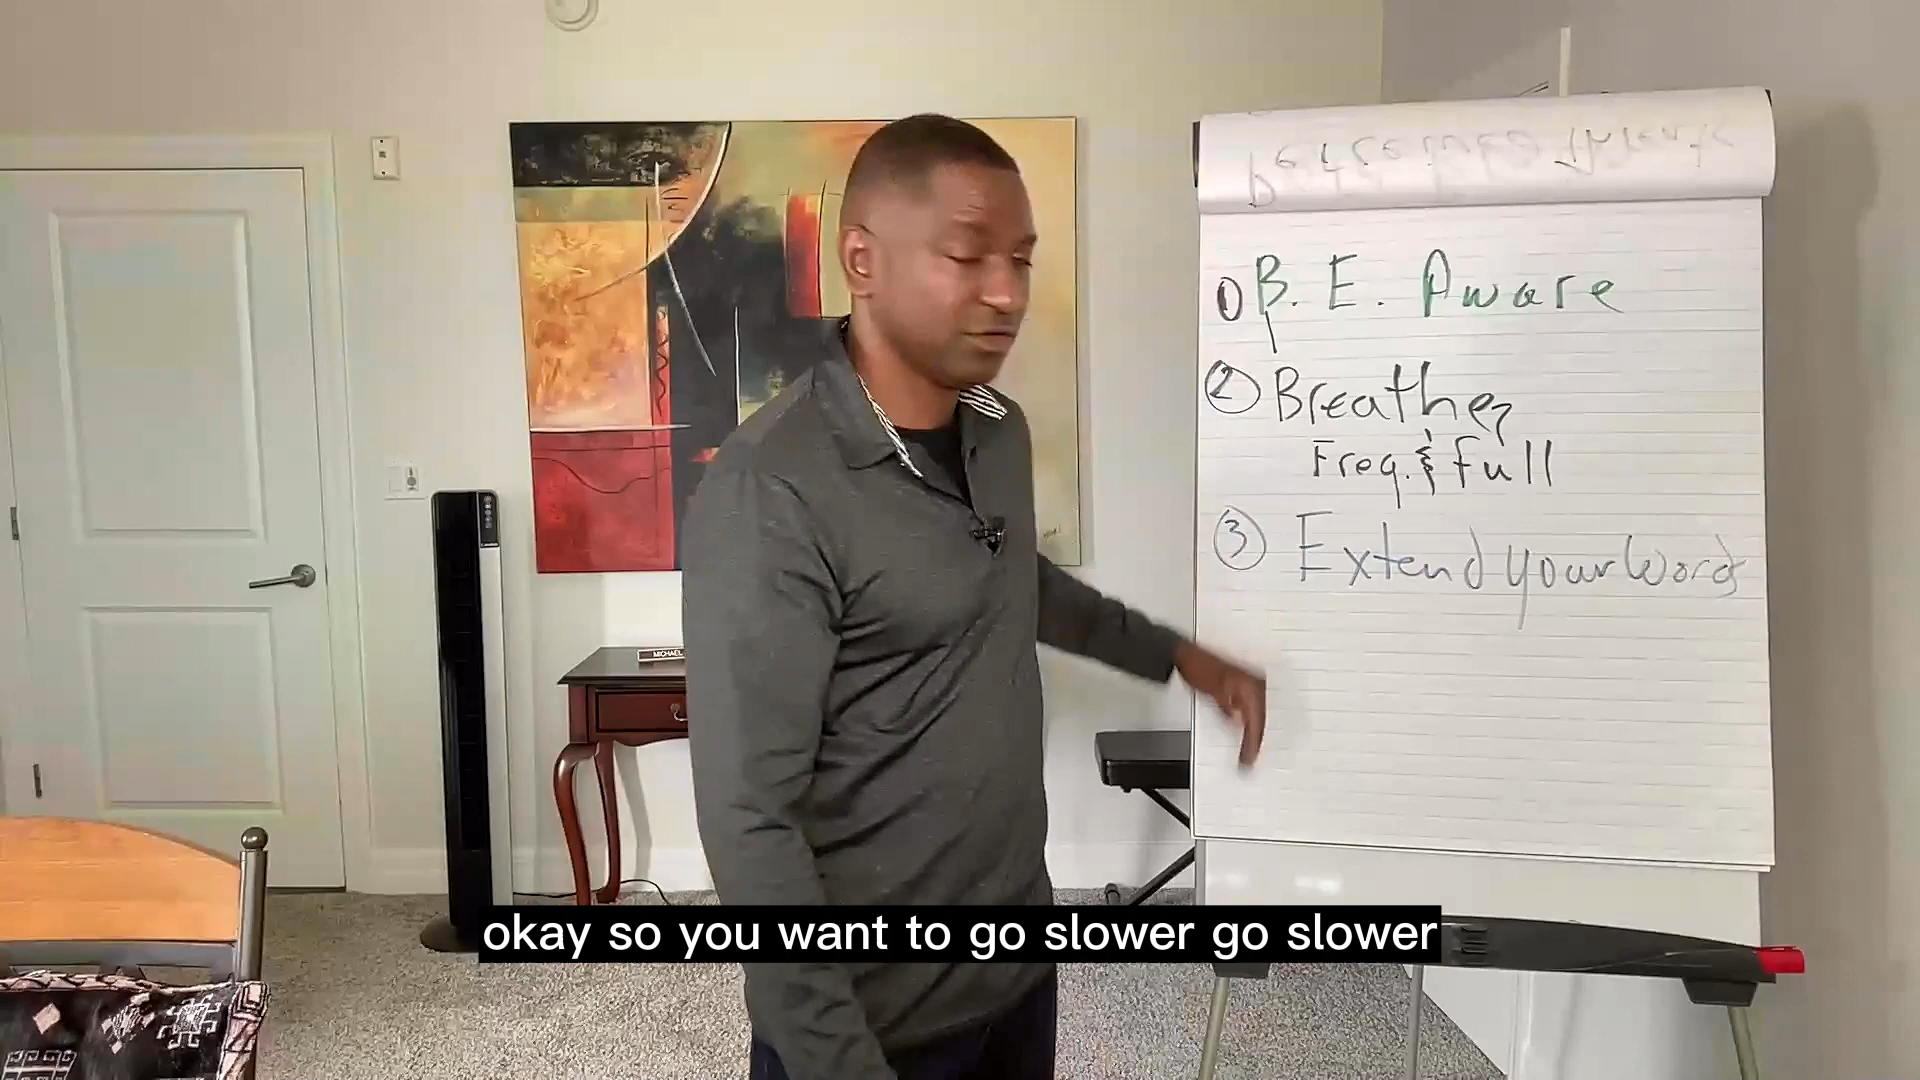 ① B. E. Aware
② Breathe,
Freq. & full
③ Extend your Words
MICHAEL
okay so you want to go slower go slower